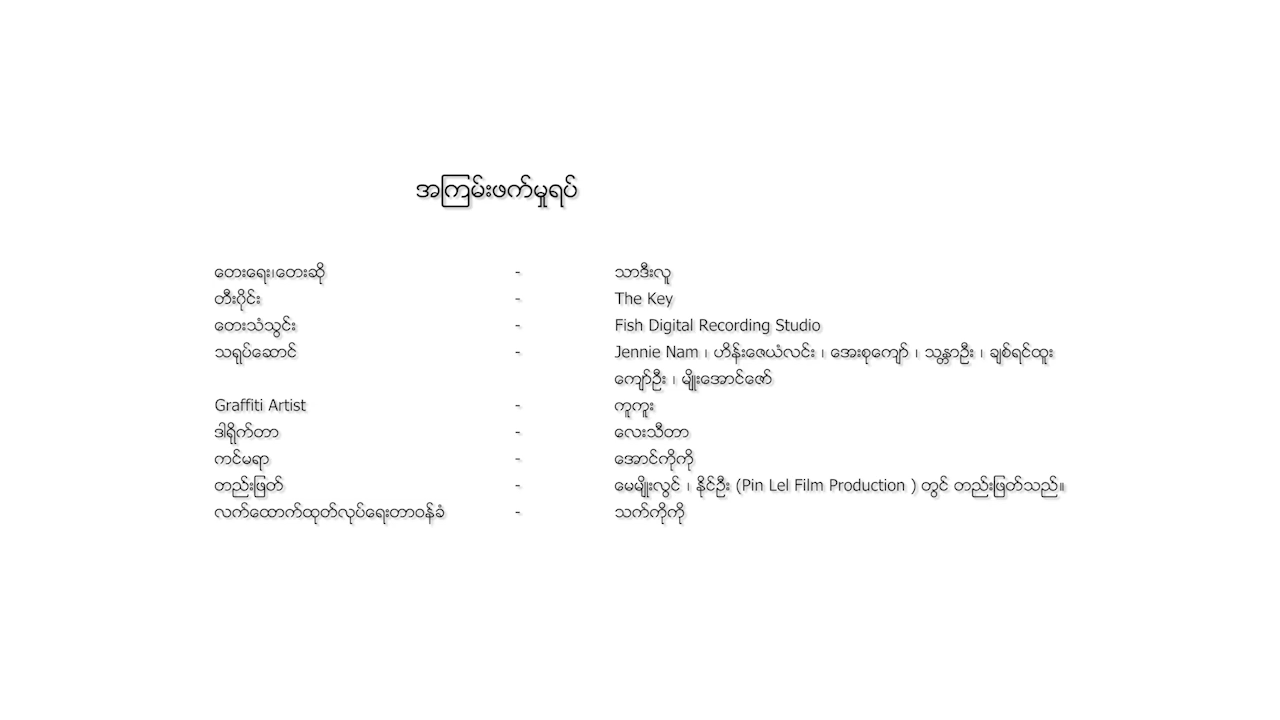 အကြမ်းဖက်မှုရပ်
တေးရေး၊တေးဆို - သာဒီးလူ
တီးဝိုင်း - The Key
တေးသံသွင်း - Fish Digital Recording Studio
သရုပ်ဆောင် - Jennie Nam ၊ ဟိန်းဇေယံလင်း ၊ အေးစုကျော် ၊ သန္တာဦး ၊ ချစ်ရင်ထူး
ကျော်ဦး ၊ မျိုးအောင်ဇော်
Graffiti Artist - ကူကူး
ဒါရိုက်တာ - လေးသီတာ
ကင်မရာ - အောင်ကိုကို
တည်းဖြတ် - မေမျိုးလွင် ၊ နိုင်ဦး (Pin Lel Film Production ) တွင် တည်းဖြတ်သည်။
လက်ထောက်ထုတ်လုပ်ရေးတာဝန်ခံ - သက်ကိုကို